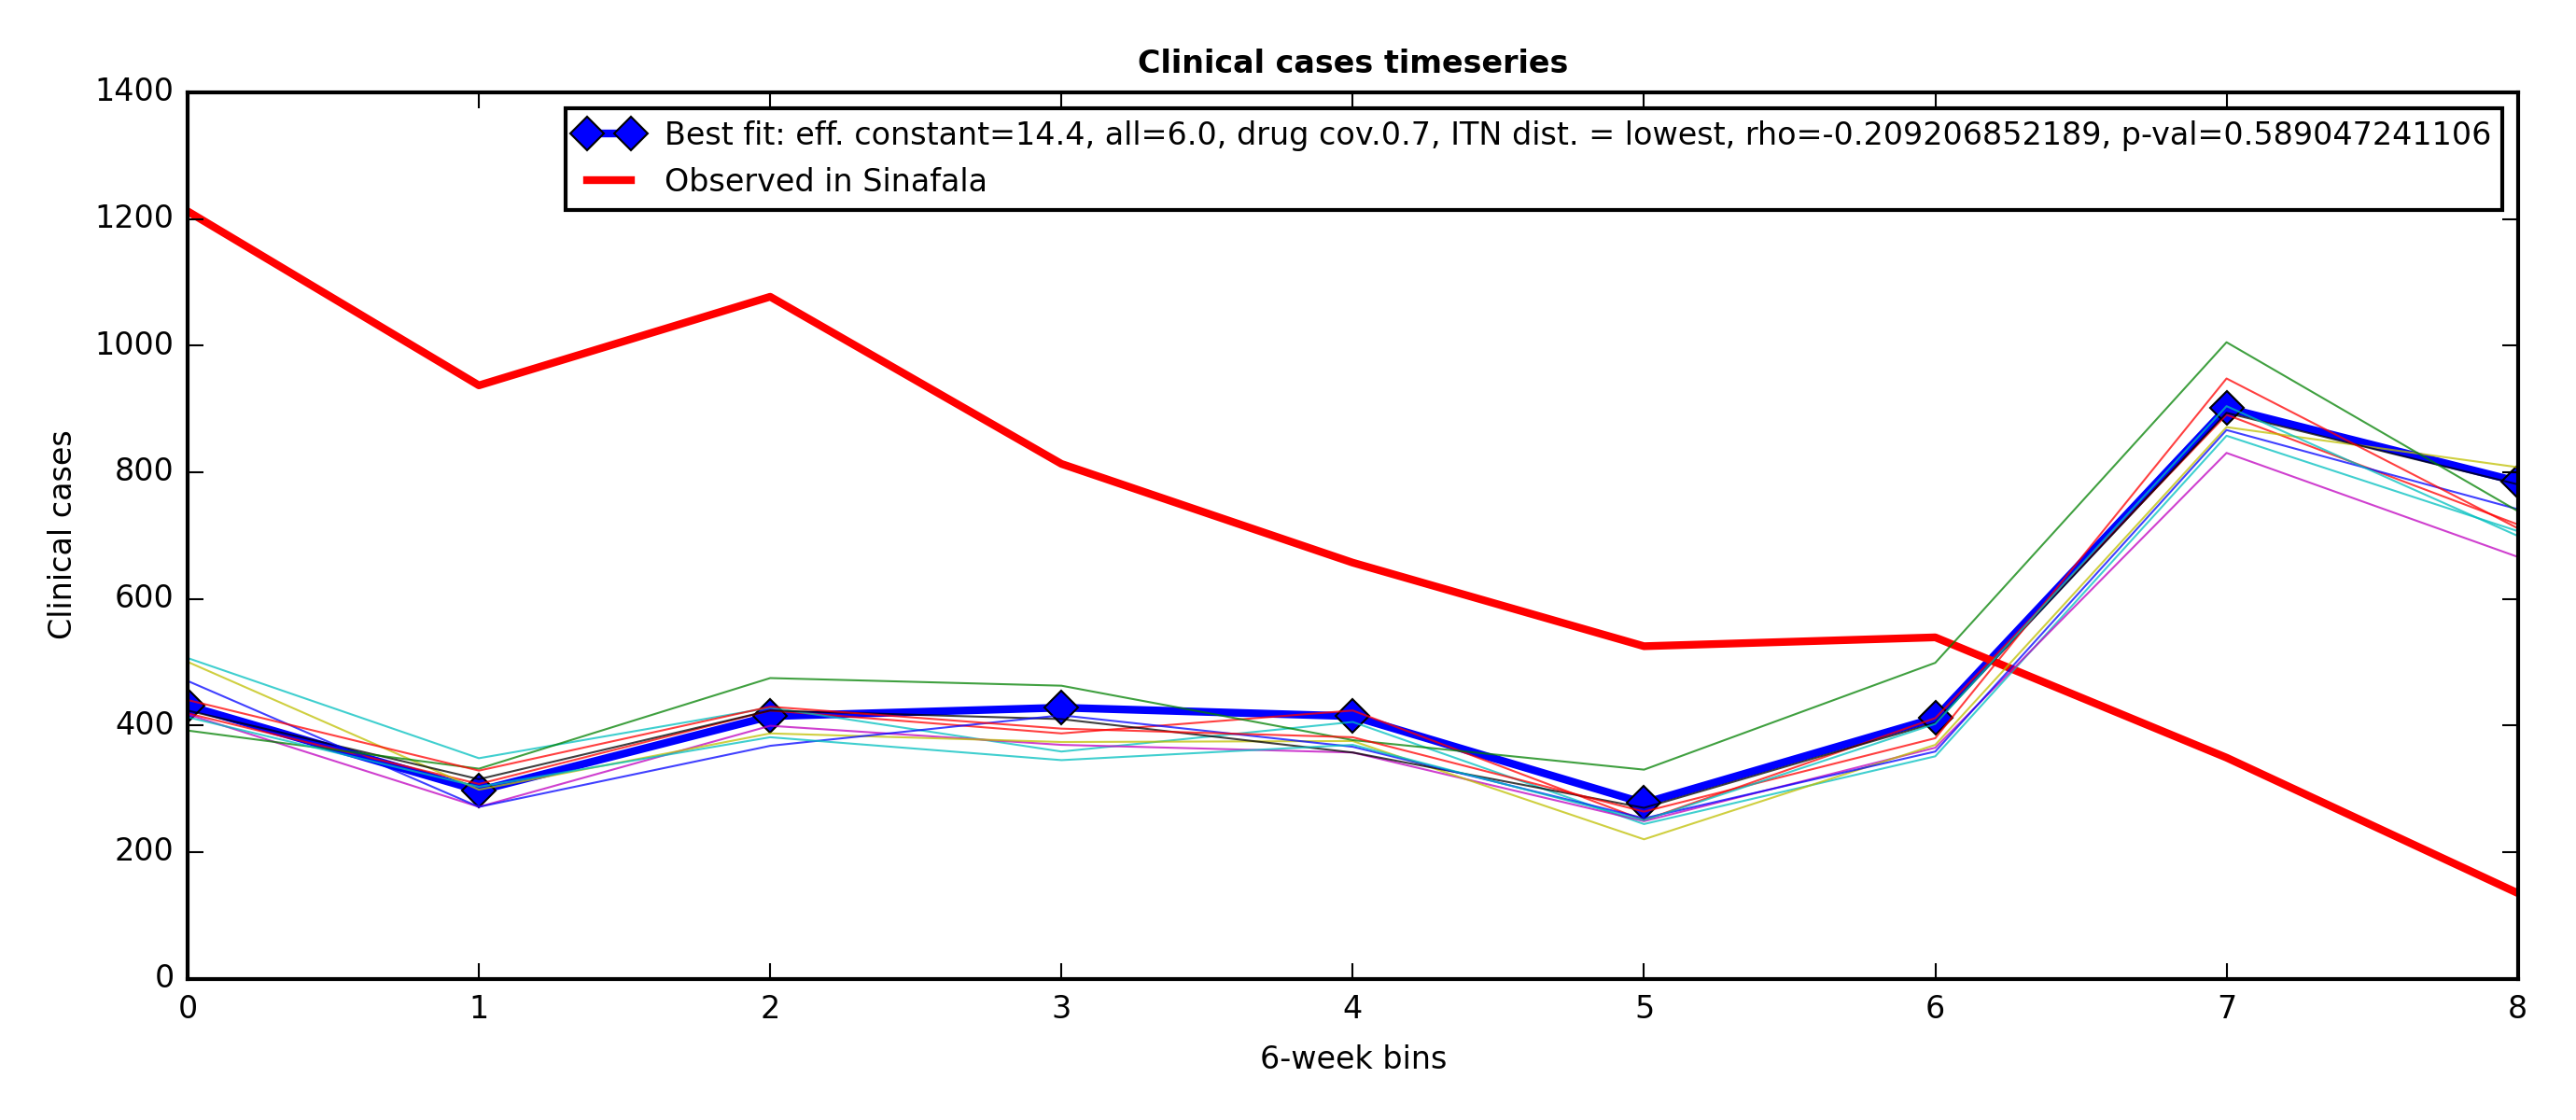 Clinical cases timeseries
Best fit: eff. constant=14.4, all=6.0, drug cov.0.7, ITN dist. = lowest, rho=-0.209206852189, p-val=0.589047241106
Observed in Sinafala
1400
1200
1000
800
600
400
200
0
Clinical cases
0 1 2 3 4 5 6 7 8
6-week bins